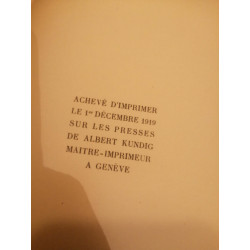 ACHEVÉ D'IMPRIMER
LE 1er DÉCEMBRE 1919
SUR LES PRESSES
DE ALBERT KUNDIG
MAITRE-IMPRIMEUR
A GENÈVE